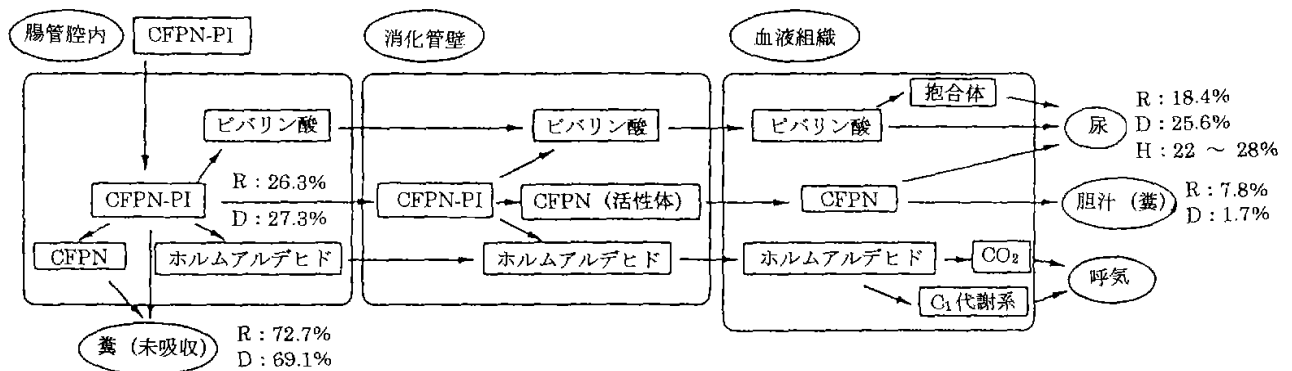 腸管腔内
CFPN-PI
消化管壁
血液組織
ピバリン酸
ピバリン酸
ピバリン酸
抱合体
尿
R : 18.4%
D : 25.6%
H : 22 ～ 28%
CFPN-PI
R : 26.3%
D : 27.3%
CFPN-PI
CFPN (活性体)
CFPN
胆汁 (糞)
R : 7.8%
D : 1.7%
CFPN
ホルムアルデヒド
ホルムアルデヒド
ホルムアルデヒド
CO₂
C₁代謝系
呼気
糞 (未吸収)
R : 72.7%
D : 69.1%